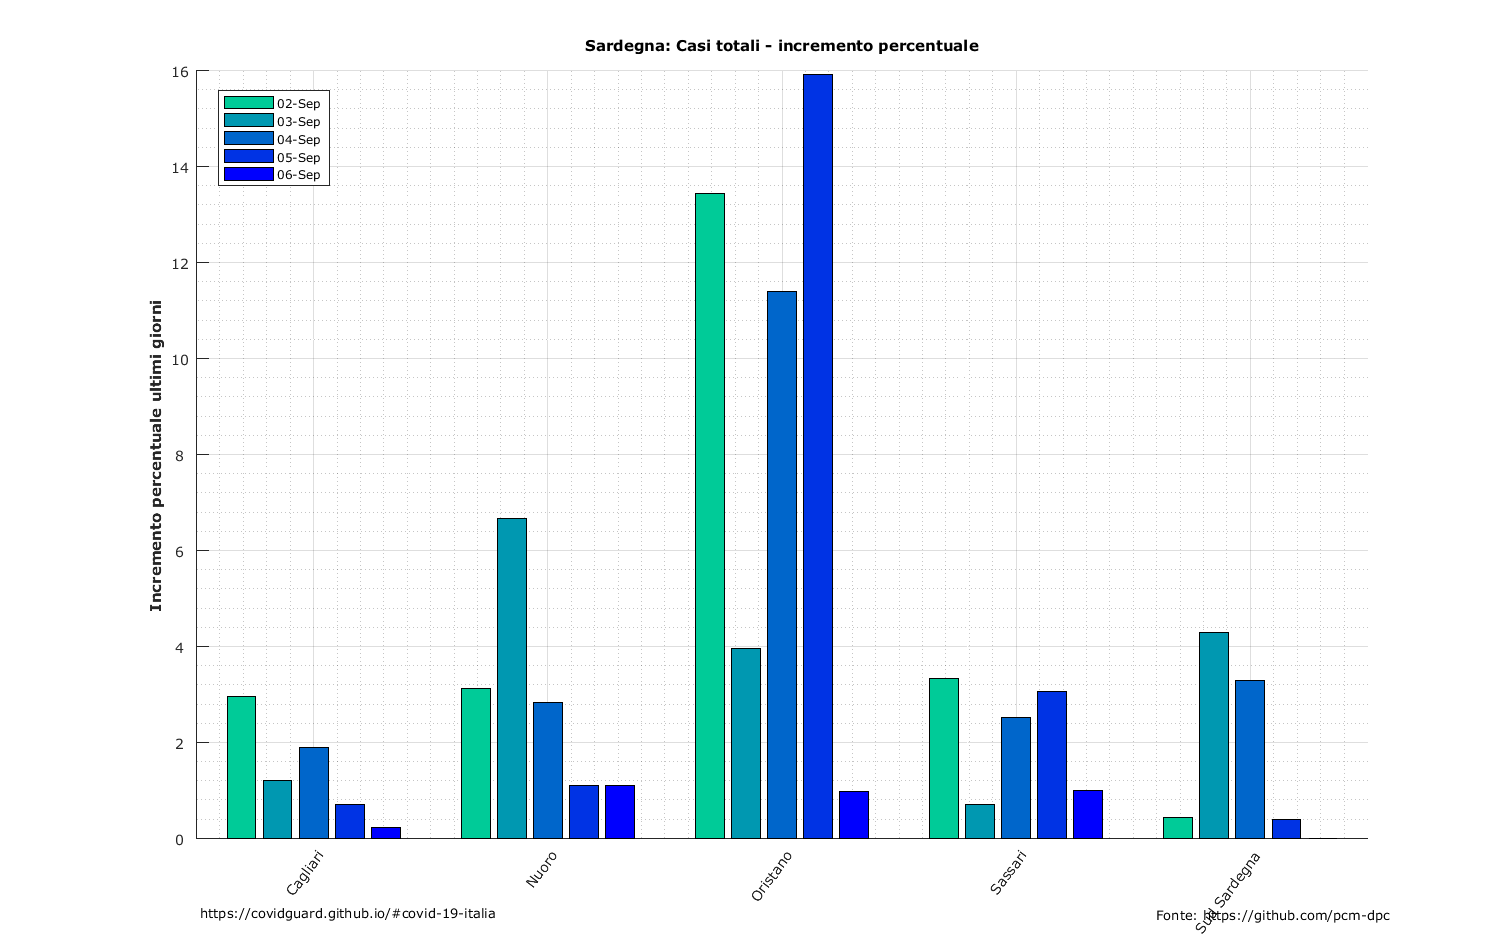 Sardegna: Casi totali - incremento percentuale
Incremento percentuale ultimi giorni
16
14
12
10
8
6
4
2
0
02-Sep
03-Sep
04-Sep
05-Sep
06-Sep
Cagliari
Nuoro
Oristano
Sassari
Sud Sardegna
https://covidguard.github.io/#covid-19-italia
Fonte: https://github.com/pcm-dpc